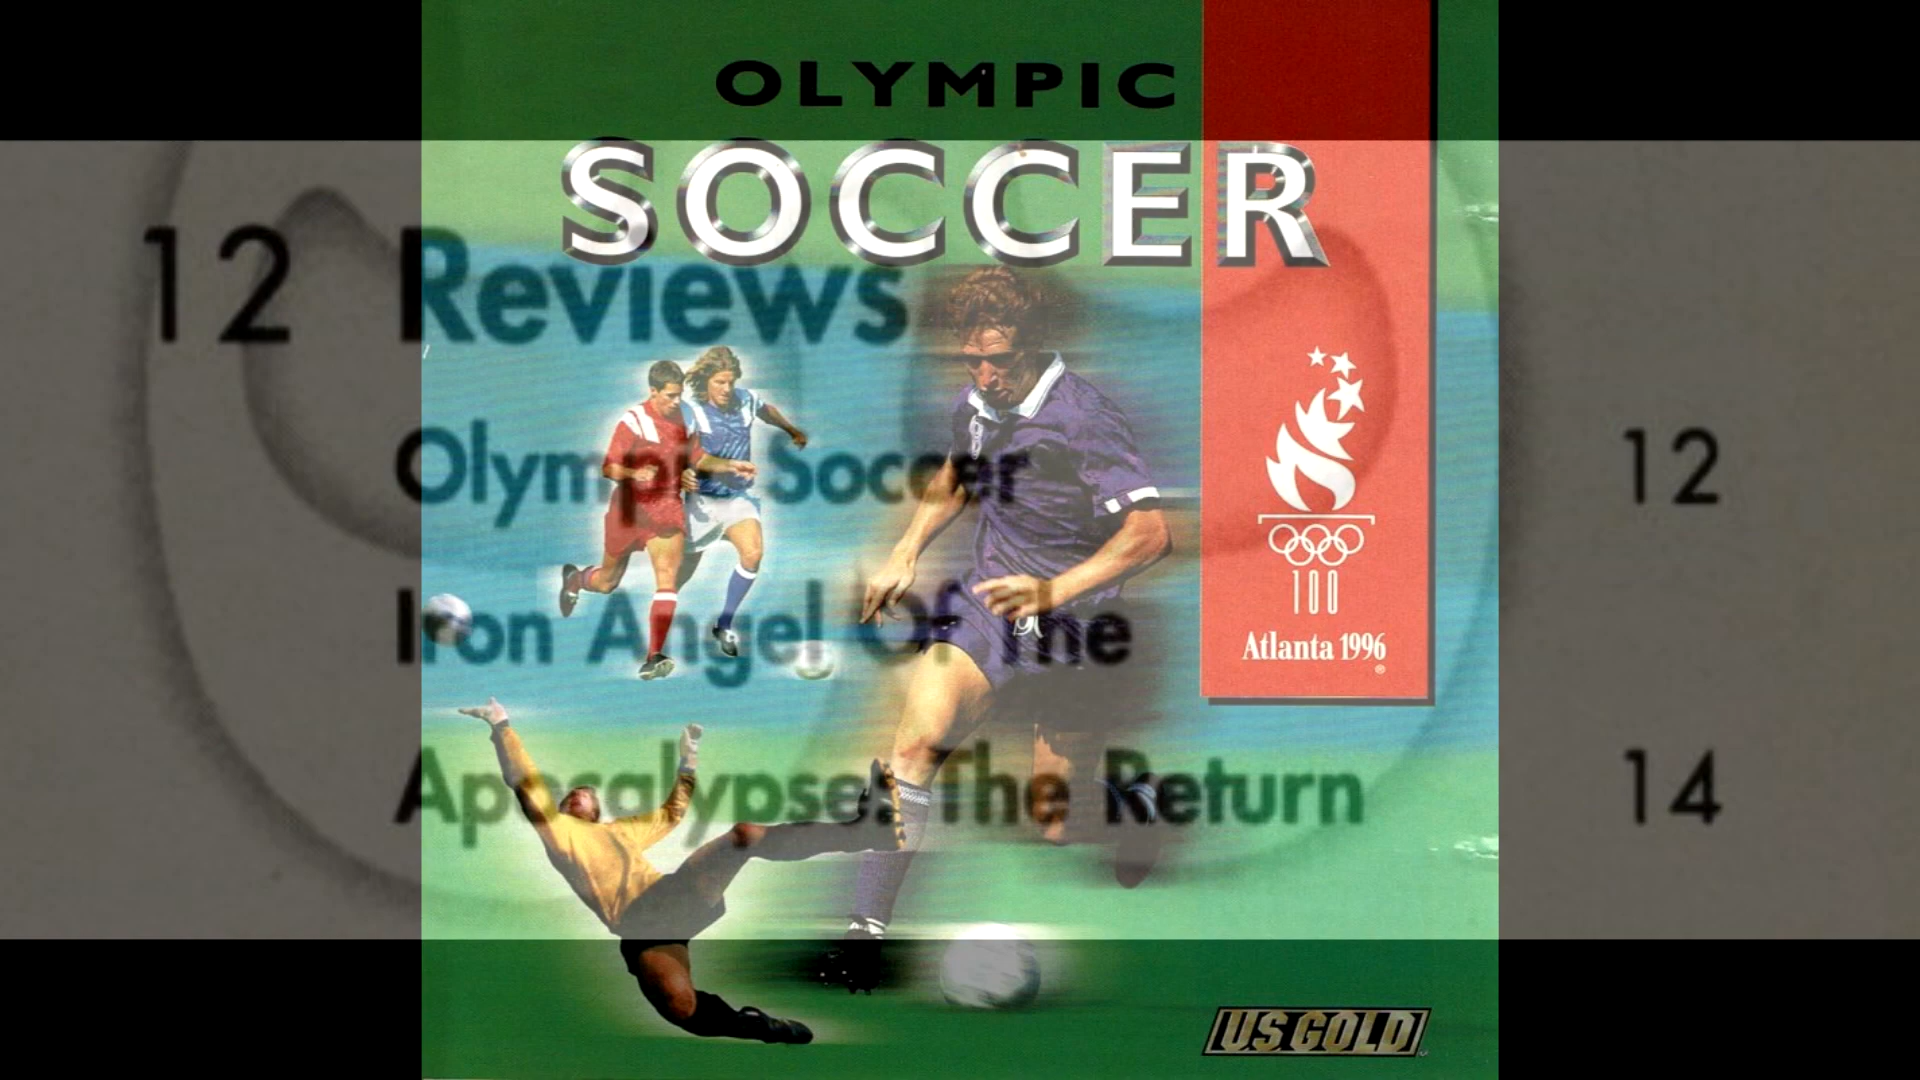 OLYMPIC
SOCCER
12 Reviews
Olympic Soccer 12
Iron Angel Of The
Apocalypse: The Return 14
100
Atlanta 1996
US GOLD